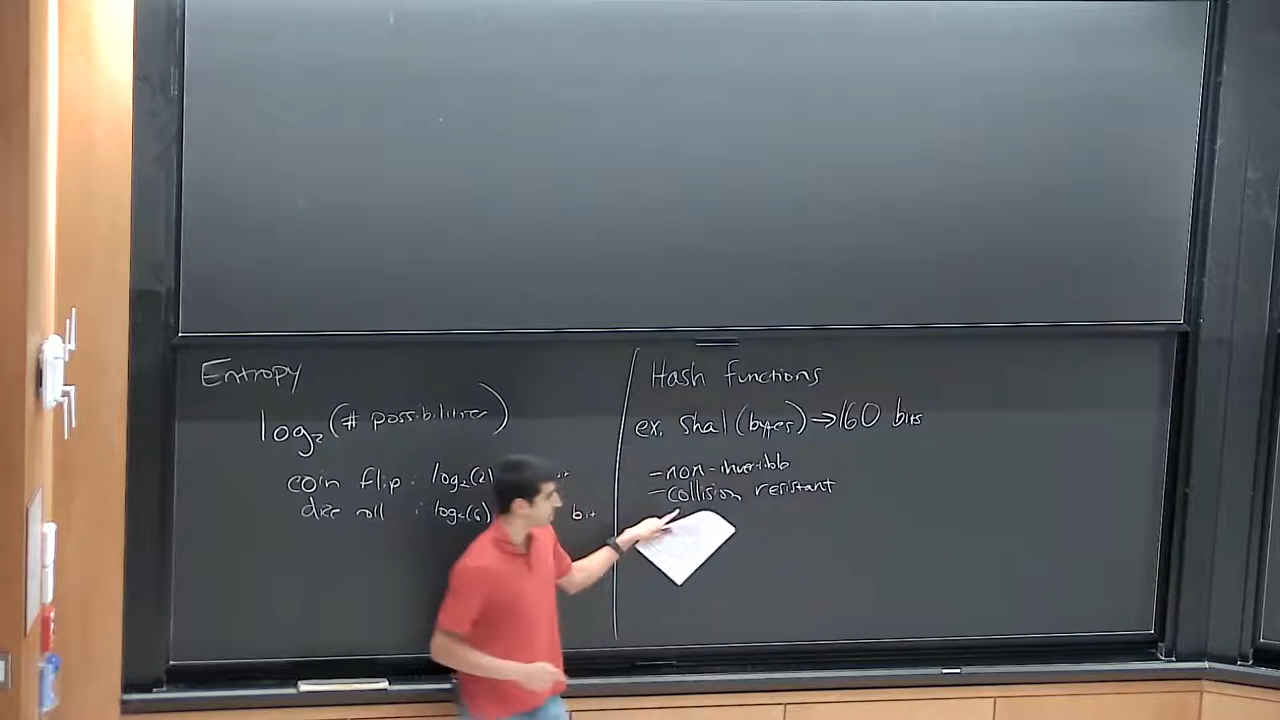 Entropy
log₂(# possibilities)
coin flip: log₂(2)
dice roll : log₂(6) bit
Hash functions
ex. sha1(bytes)→160 bits
- non-invertible
- collision resistant